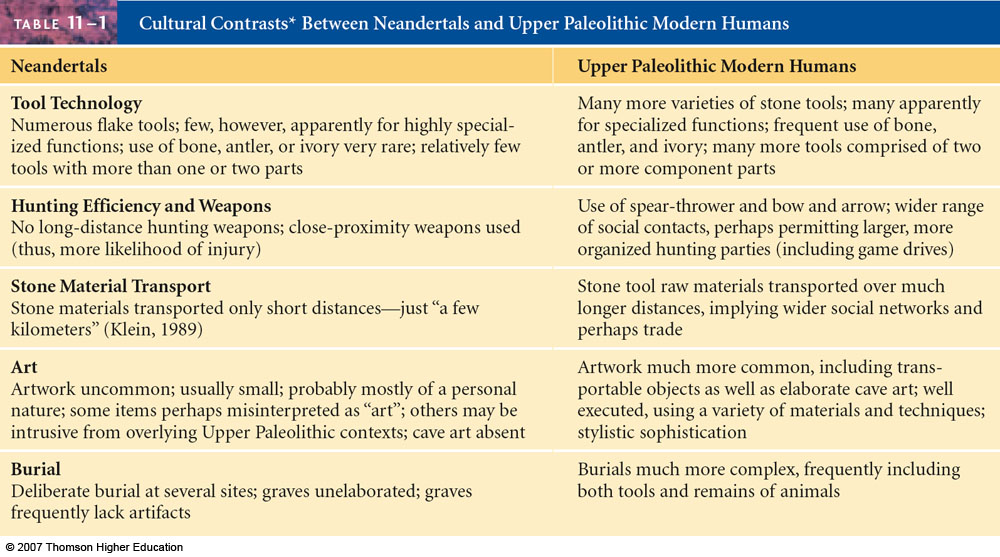 TABLE 11–1 Cultural Contrasts* Between Neandertals and Upper Paleolithic Modern Humans
Neandertals
Upper Paleolithic Modern Humans
Tool Technology
Numerous flake tools; few, however, apparently for highly special-
ized functions; use of bone, antler, or ivory very rare; relatively few
tools with more than one or two parts
Many more varieties of stone tools; many apparently
for specialized functions; frequent use of bone,
antler, and ivory; many more tools comprised of two
or more component parts
Hunting Efficiency and Weapons
No long-distance hunting weapons; close-proximity weapons used
(thus, more likelihood of injury)
Use of spear-thrower and bow and arrow; wider range
of social contacts, perhaps permitting larger, more
organized hunting parties (including game drives)
Stone Material Transport
Stone materials transported only short distances—just “a few
kilometers” (Klein, 1989)
Stone tool raw materials transported over much
longer distances, implying wider social networks and
perhaps trade
Art
Artwork uncommon; usually small; probably mostly of a personal
nature; some items perhaps misinterpreted as “art”; others may be
intrusive from overlying Upper Paleolithic contexts; cave art absent
Artwork much more common, including trans-
portable objects as well as elaborate cave art; well
executed, using a variety of materials and techniques;
stylistic sophistication
Burial
Deliberate burial at several sites; graves unelaborated; graves
frequently lack artifacts
Burials much more complex, frequently including
both tools and remains of animals
© 2007 Thomson Higher Education